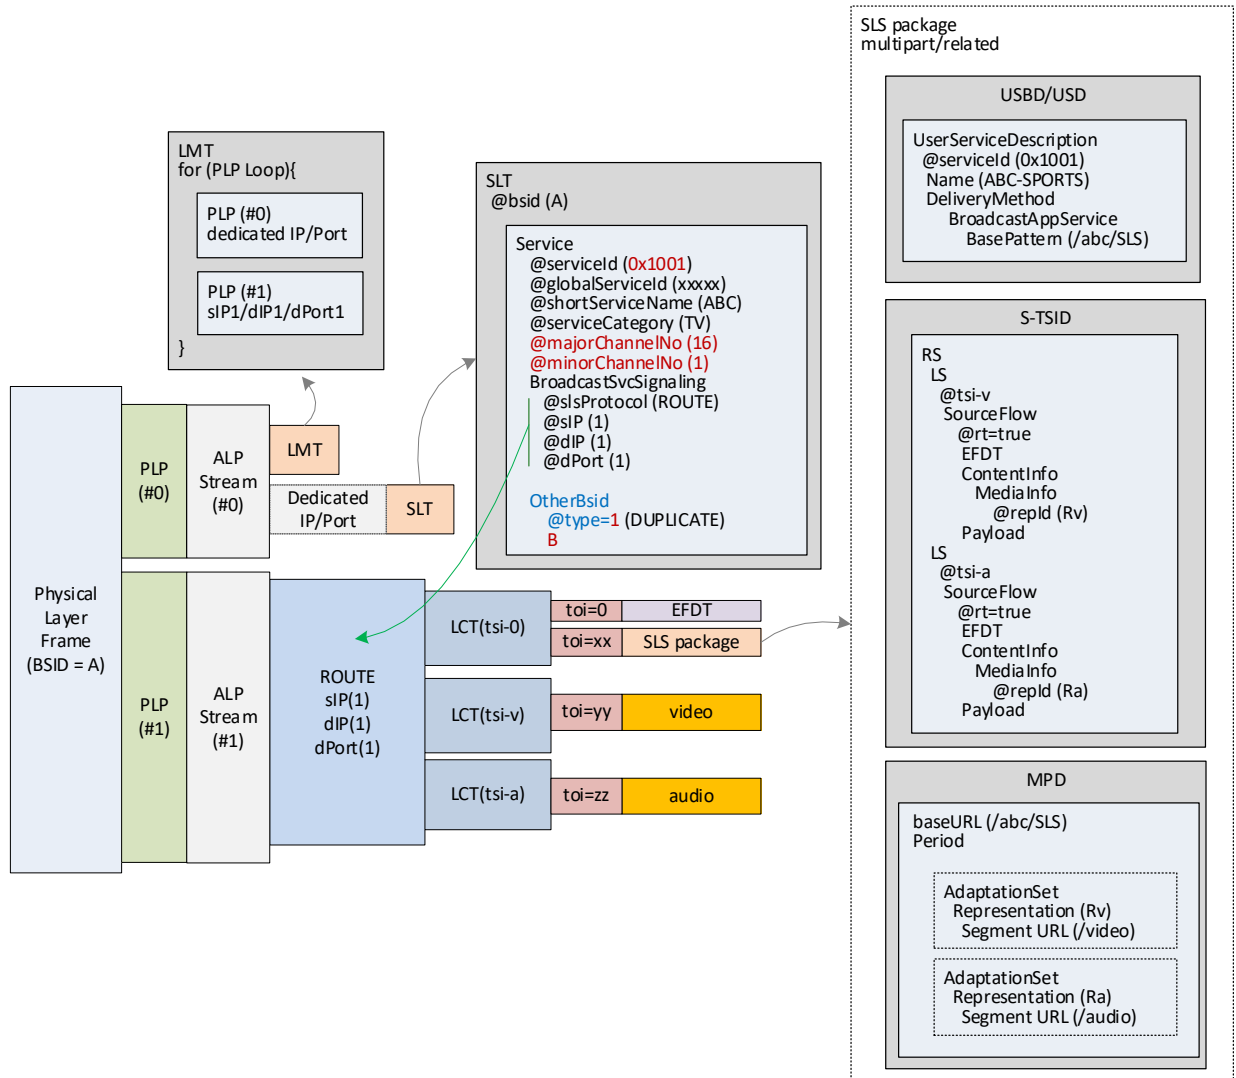 SLS package
multipart/related
USBD/USD
UserServiceDescription
@serviceId (0x1001)
Name (ABC-SPORTS)
DeliveryMethod
BroadcastAppService
BasePattern (/abc/SLS)
LMT
for (PLP Loop){
PLP (#0)
dedicated IP/Port
PLP (#1)
sIP1/dIP1/dPort1
}
SLT
@bsid (A)
Service
@serviceId (0x1001)
@globalServiceId (xxxxx)
@shortServiceName (ABC)
@serviceCategory (TV)
@majorChannelNo (16)
@minorChannelNo (1)
BroadcastSvcSignaling
@slsProtocol (ROUTE)
@sIP (1)
@dIP (1)
@dPort (1)
OtherBsid
@type=1 (DUPLICATE)
B
S-TSID
RS
LS
@tsi-v
SourceFlow
@rt=true
EFDT
ContentInfo
MediaInfo
@repId (Rv)
Payload
LS
@tsi-a
SourceFlow
@rt=true
EFDT
ContentInfo
MediaInfo
@repId (Ra)
Payload
Physical
Layer
Frame
(BSID = A)
PLP
(#0)
ALP
Stream
(#0)
LMT
Dedicated
IP/Port
SLT
PLP
(#1)
ALP
Stream
(#1)
ROUTE
sIP(1)
dIP(1)
dPort(1)
LCT(tsi-0)
toi=0
EFDT
toi=xx
SLS package
LCT(tsi-v)
toi=yy
video
LCT(tsi-a)
toi=zz
audio
MPD
baseURL (/abc/SLS)
Period
AdaptationSet
Representation (Rv)
Segment URL (/video)
AdaptationSet
Representation (Ra)
Segment URL (/audio)